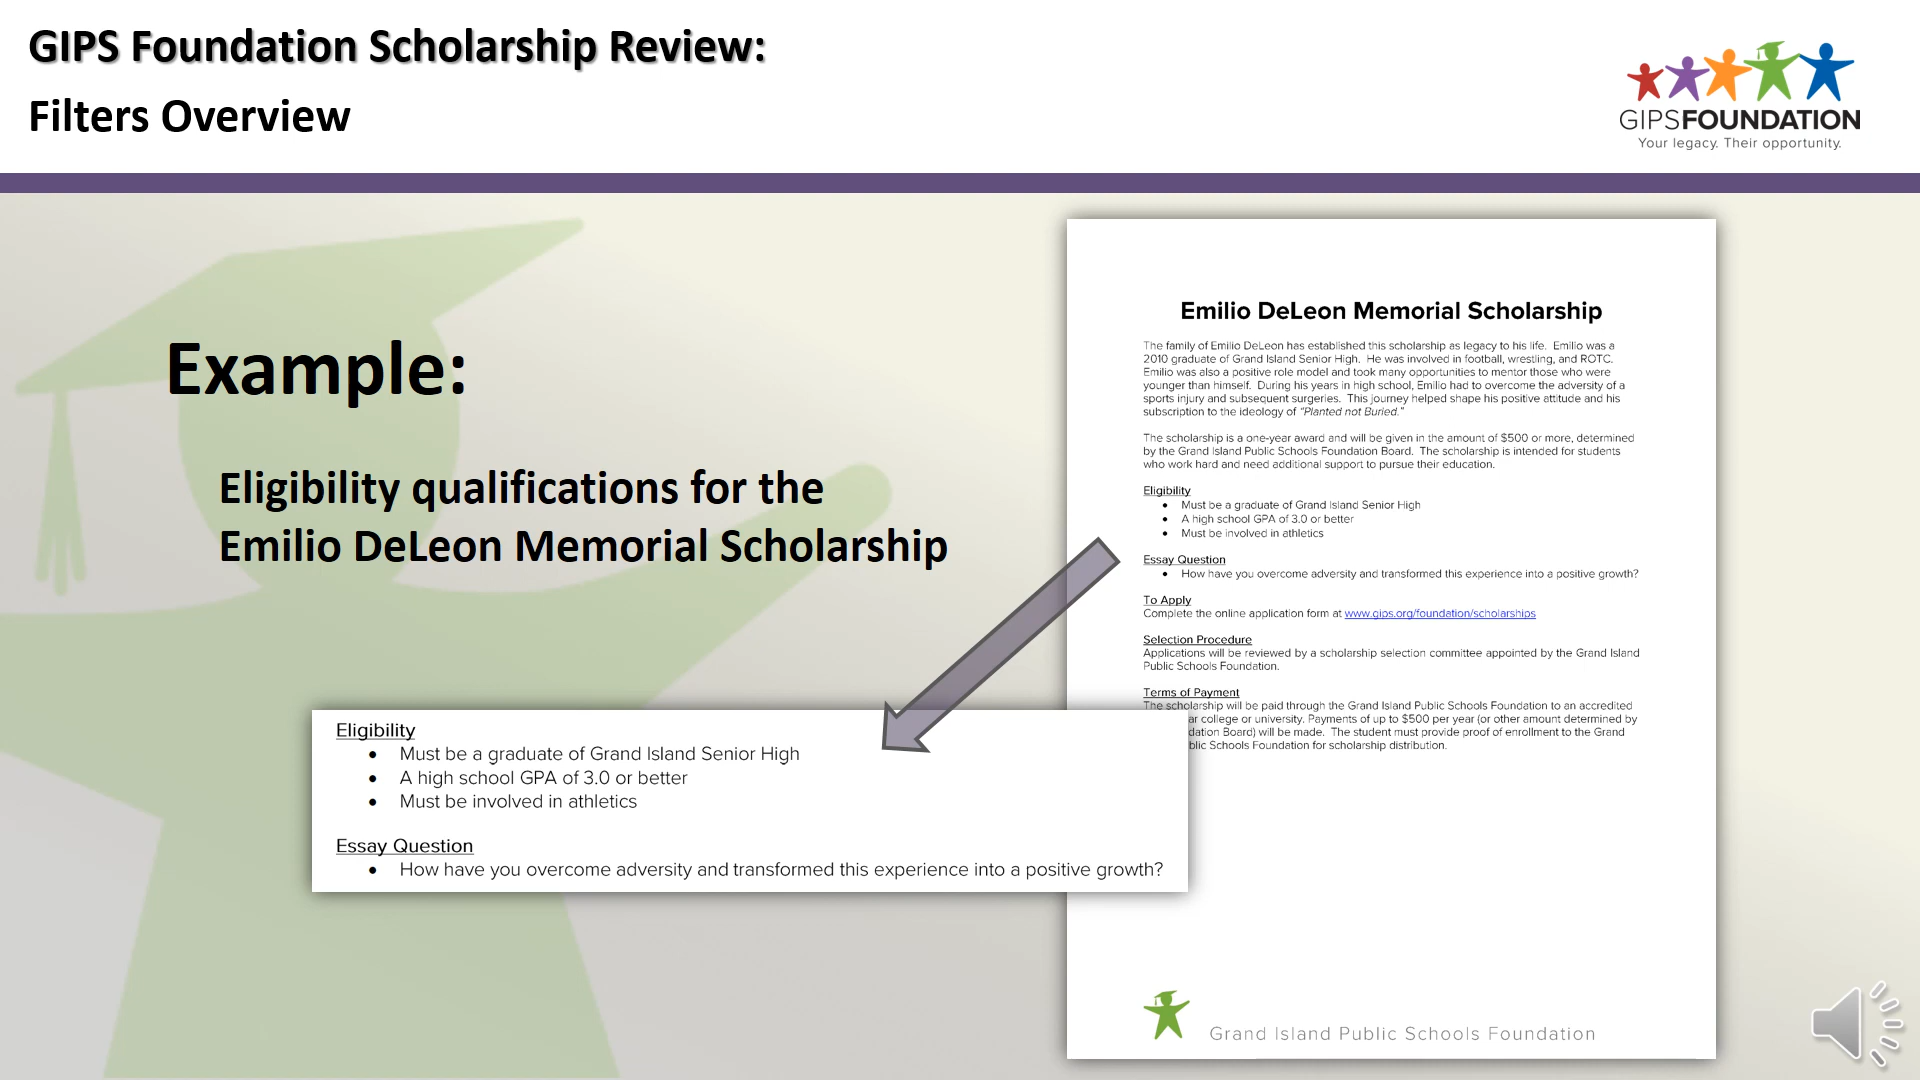 GIPS Foundation Scholarship Review:
Filters Overview
GIPSFOUNDATION
Your legacy. Their opportunity.
Example:
Eligibility qualifications for the
Emilio DeLeon Memorial Scholarship
Eligibility
• Must be a graduate of Grand Island Senior High
• A high school GPA of 3.0 or better
• Must be involved in athletics
Essay Question
• How have you overcome adversity and transformed this experience into a positive growth?
Emilio DeLeon Memorial Scholarship
The family of Emilio DeLeon has established this scholarship as legacy to his life. Emilio was a
2010 graduate of Grand Island Senior High. He was involved in football, wrestling, and ROTC.
Emilio was also a positive role model and took many opportunities to mentor those who were
younger than himself. During his years in high school, Emilio had to overcome the adversity of a
sports injury and subsequent surgeries. This journey helped shape his positive attitude and his
subscription to the ideology of "Planted not Buried."
The scholarship is a one-year award and will be given in the amount of $500 or more, determined
by the Grand Island Public Schools Foundation Board. The scholarship is intended for students
who work hard and need additional support to pursue their education.
Eligibility
• Must be a graduate of Grand Island Senior High
• A high school GPA of 3.0 or better
• Must be involved in athletics
Essay Question
• How have you overcome adversity and transformed this experience into a positive growth?
To Apply
Complete the online application form at www.gips.org/foundation/scholarships
Selection Procedure
Applications will be reviewed by a scholarship selection committee appointed by the Grand Island
Public Schools Foundation.
Terms of Payment
The scholarship will be paid through the Grand Island Public Schools Foundation to an accredited
college or university. Payments of up to $500 per year (or other amount determined by
Board) will be made. The student must provide proof of enrollment to the Grand
Schools Foundation for scholarship distribution.
Grand Island Public Schools Foundation